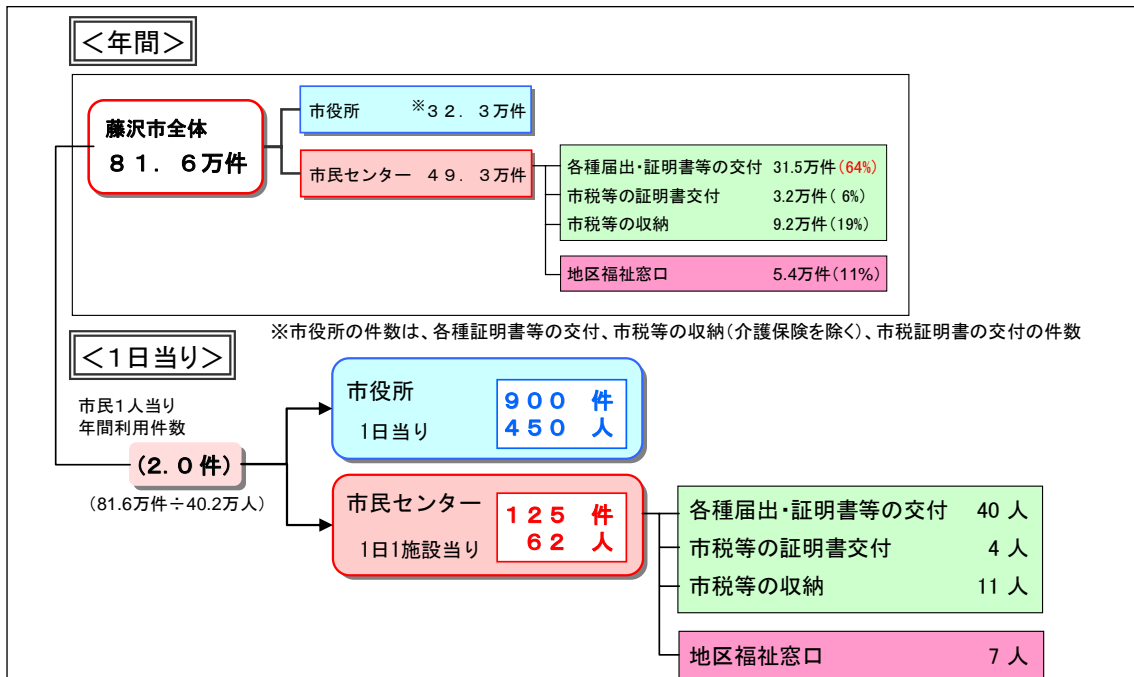 ＜年間＞
藤沢市全体
８１．６万件
市役所　※３２．３万件
市民センター　４９．３万件
各種届出・証明書等の交付　31.5万件(64%)
市税等の証明書交付　3.2万件( 6%)
市税等の収納　9.2万件(19%)
地区福祉窓口　5.4万件(11%)
※市役所の件数は、各種証明書等の交付、市税等の収納(介護保険を除く)、市税証明書の交付の件数
＜１日当り＞
市民１人当り
年間利用件数
(２．０件)
(81.6万件÷40.2万人)
市役所
１日当り
９００　件
４５０　人
市民センター
1日1施設当り
１２５　件
６２　人
各種届出・証明書等の交付　40 人
市税等の証明書交付　4 人
市税等の収納　11 人
地区福祉窓口　7 人